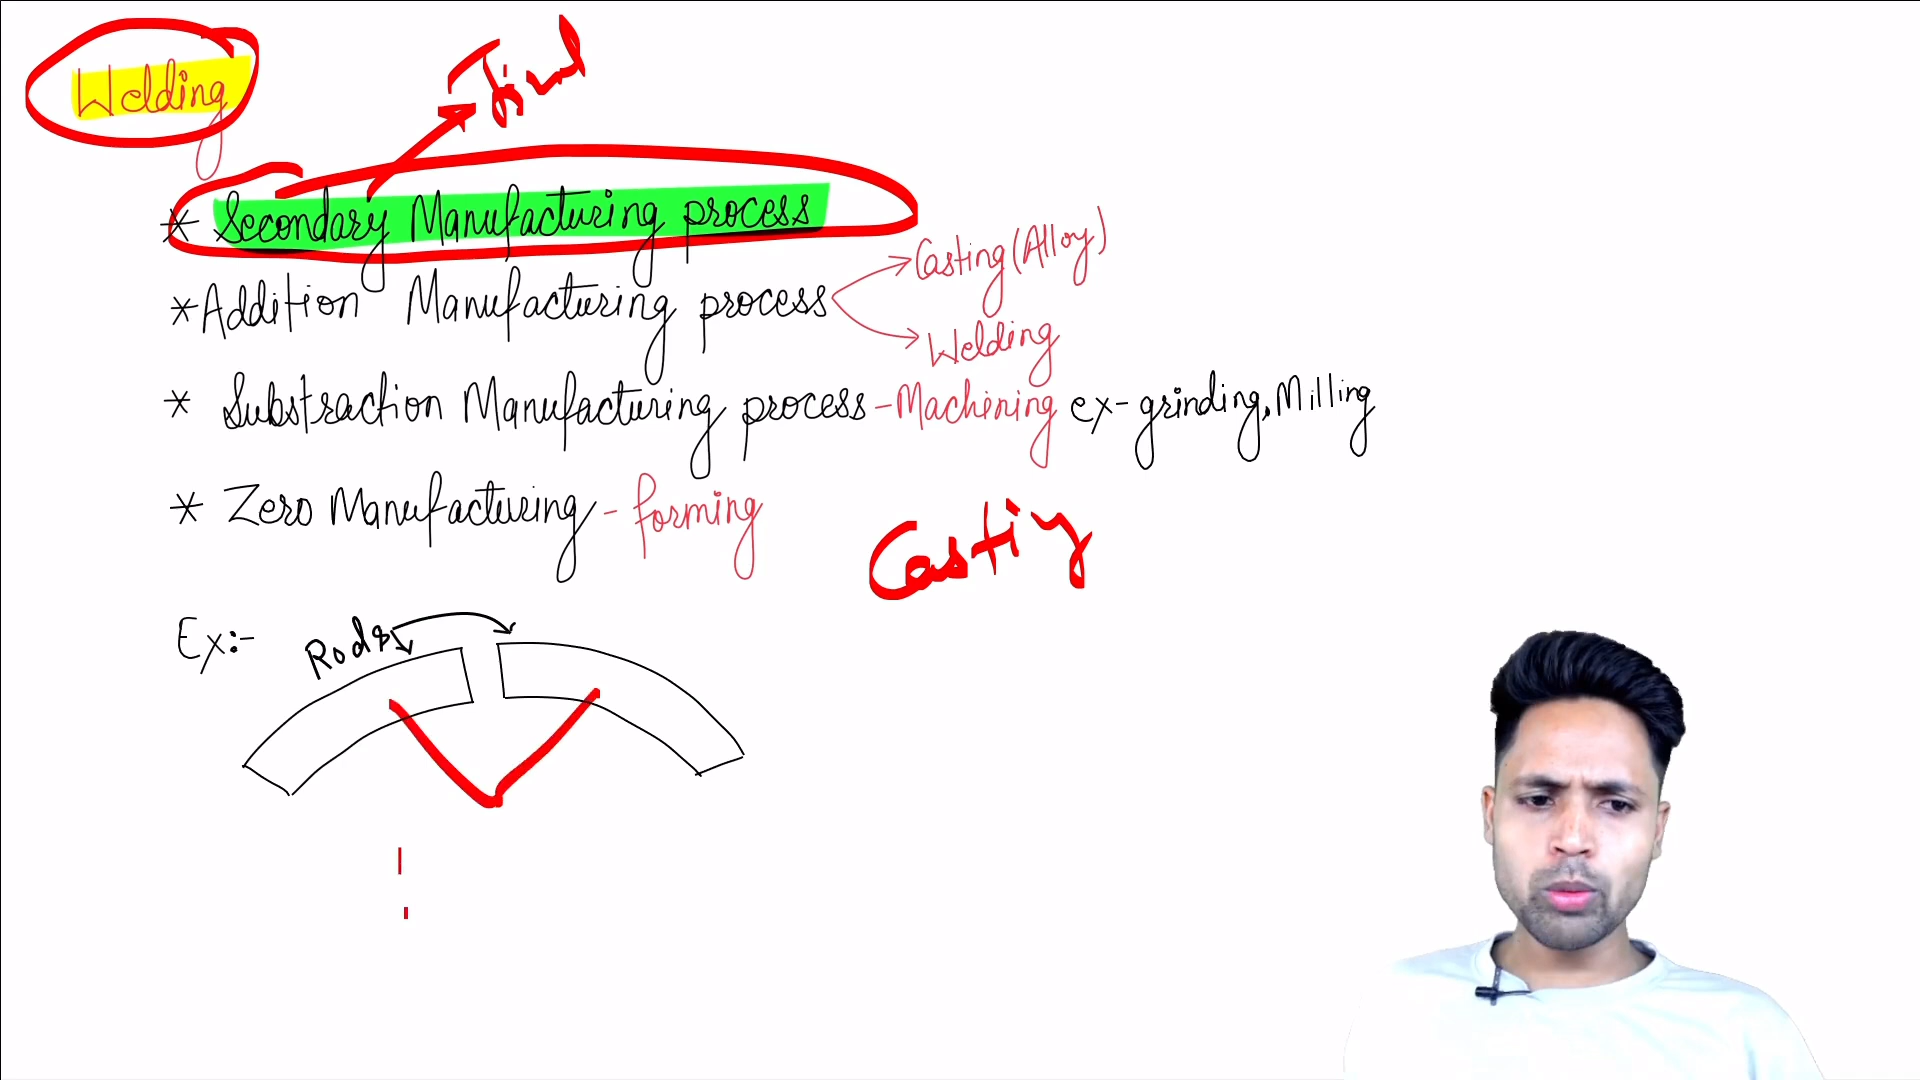 Welding
Final
* Secondary Manufacturing process
* Addition Manufacturing process
Casting (Alloy)
Welding
* Substraction Manufacturing process - Machining ex- grinding, Milling
* Zero Manufacturing - forming
Casting
Ex:-
Rods